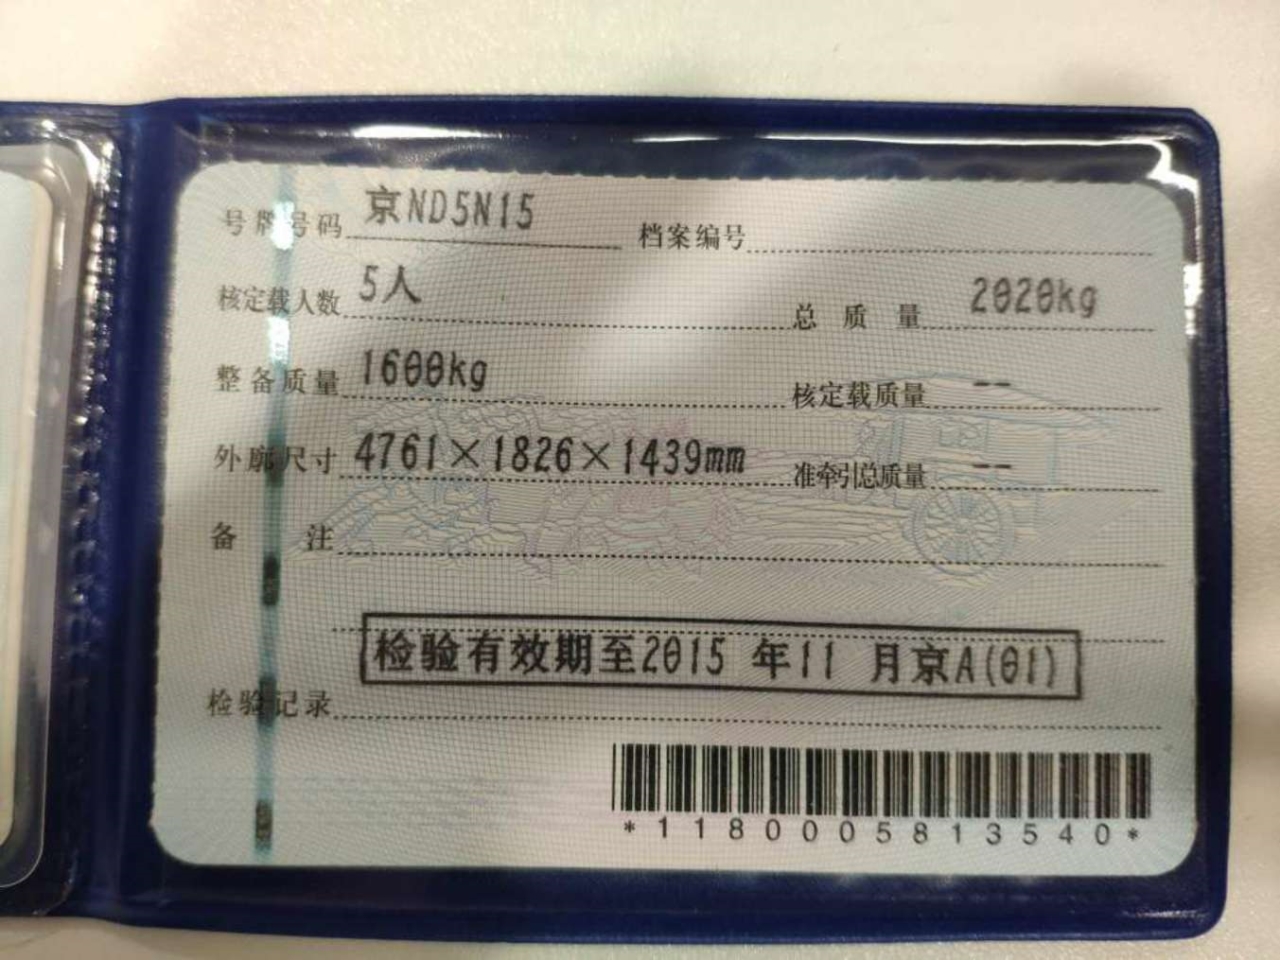 号牌号码 京ND5N15 档案编号
核定载人数 5人 总质量 2020kg
整备质量 1600kg 核定载质量 --
外廓尺寸 4761×1826×1439mm 准牵引总质量 --
备注
检验有效期至2015 年11 月京A(01)
检验记录
*1180005813540*